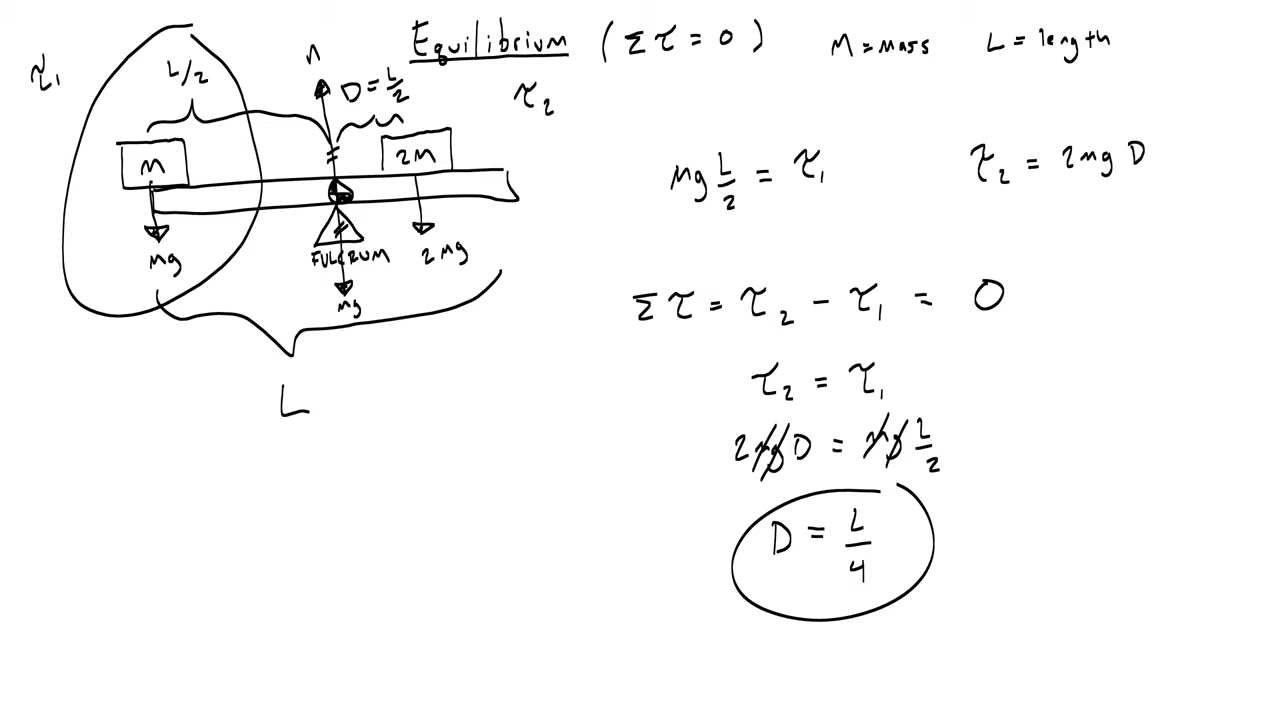 Equilibrium (Στ = 0)
M = mass
L = length
τ₁
L/2
n
D = L/2
τ₂
M
2M
mg
FULCRUM
mg
2mg
L
mg L/2 = τ₁
τ₂ = 2mg D
Στ = τ₂ − τ₁ = 0
τ₂ = τ₁
2mgD = mg L/2
D = L/4